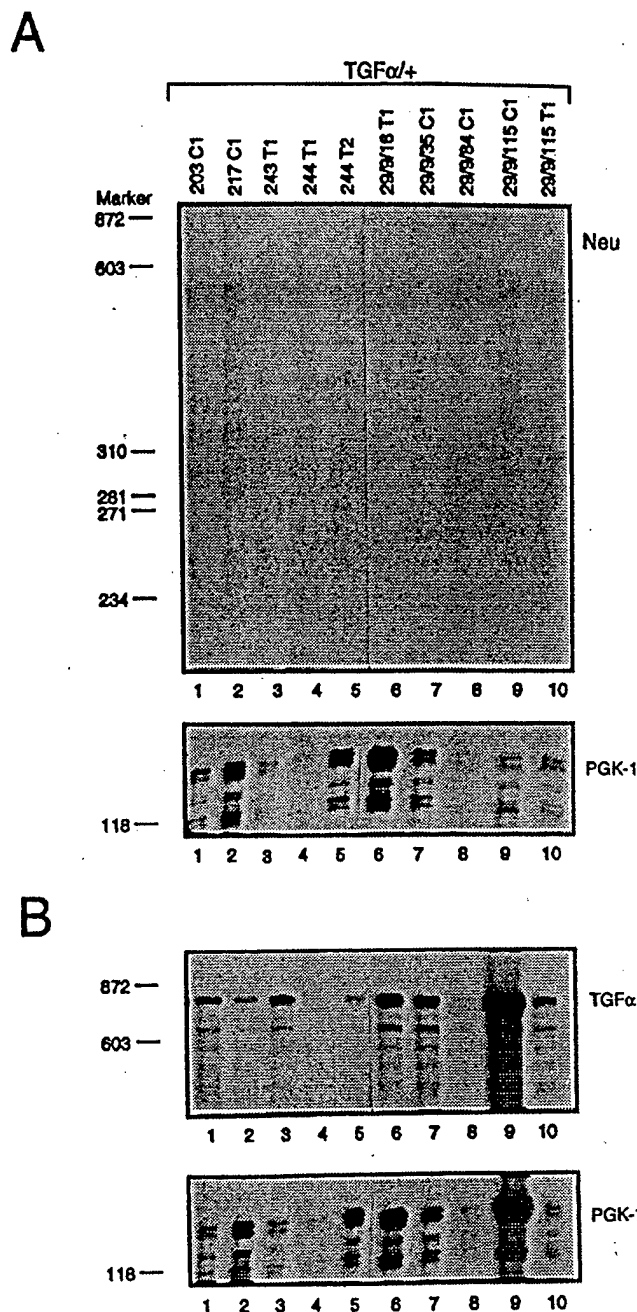 A
TGFα/+
203 C1
217 C1
243 T1
244 T1
244 T2
29/9/16 T1
29/9/35 C1
29/9/84 C1
29/9/115 C1
29/9/115 T1
Marker
872
603
310
281
271
234
Neu
1 2 3 4 5 6 7 8 9 10
PGK-1
118
1 2 3 4 5 6 7 8 9 10
B
872
603
TGFα
1 2 3 4 5 6 7 8 9 10
PGK-1
118
1 2 3 4 5 6 7 8 9 10